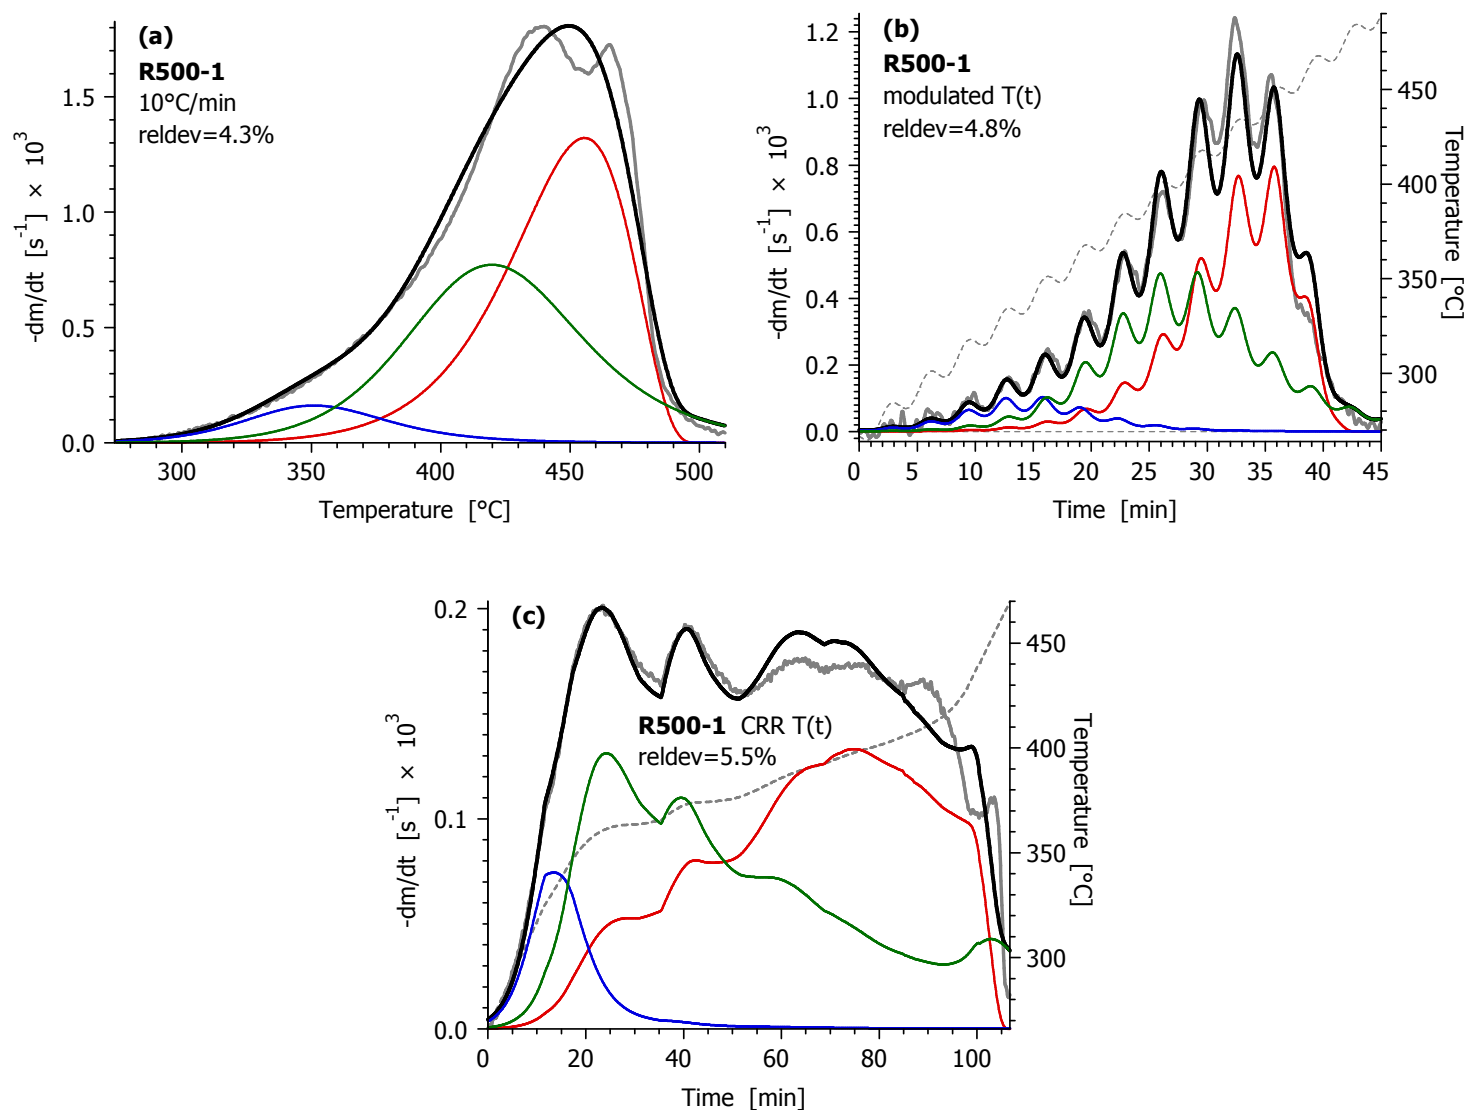 (a)
R500-1
10°C/min
reldev=4.3%
-dm/dt [s⁻¹] × 10³
1.5
1.0
0.5
0.0
300 350 400 450 500
Temperature [°C]
(b)
R500-1
modulated T(t)
reldev=4.8%
-dm/dt [s⁻¹] × 10³
1.2
1.0
0.8
0.6
0.4
0.2
0.0
0 5 10 15 20 25 30 35 40 45
Time [min]
450
400
350
300
Temperature [°C]
(c)
R500-1 CRR T(t)
reldev=5.5%
-dm/dt [s⁻¹] × 10³
0.2
0.1
0.0
0 20 40 60 80 100
Time [min]
450
400
350
300
Temperature [°C]